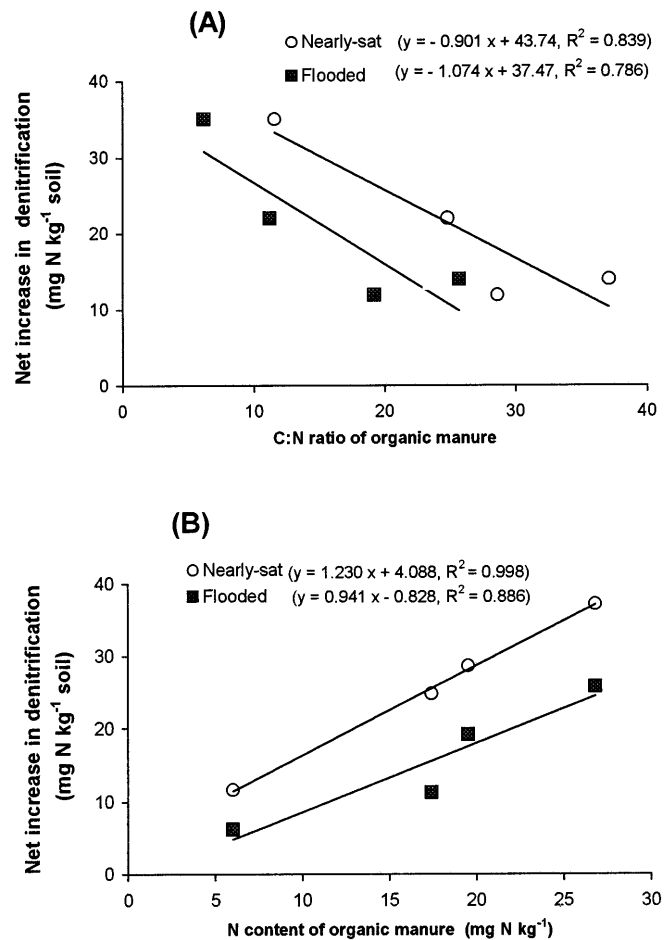 (A)
Nearly-sat (y = - 0.901 x + 43.74, R² = 0.839)
Flooded (y = - 1.074 x + 37.47, R² = 0.786)
Net increase in denitrification
(mg N kg⁻¹ soil)
40
30
20
10
0
0 10 20 30 40
C:N ratio of organic manure
(B)
Nearly-sat (y = 1.230 x + 4.088, R² = 0.998)
Flooded (y = 0.941 x - 0.828, R² = 0.886)
Net increase in denitrification
(mg N kg⁻¹ soil)
40
30
20
10
0
0 5 10 15 20 25 30
N content of organic manure (mg N kg⁻¹)